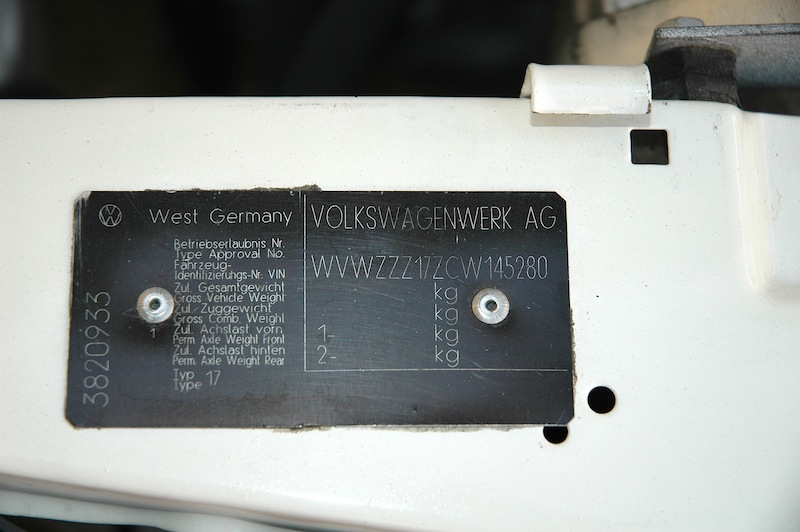 West Germany
VOLKSWAGENWERK AG
Betriebserlaubnis Nr.
Type Approval No.
Fahrzeug-
Identifizierungs-Nr. VIN
WVWZZZ17ZCW145280
Zul. Gesamtgewicht
Gross Vehicle Weight
kg
Zul. Zuggewicht
Gross Comb. Weight
kg
Zul. Achslast vorn
Perm. Axle Weight Front
1-
kg
Zul. Achslast hinten
Perm. Axle Weight Rear
2-
kg
Typ
Type 17
1
3820933